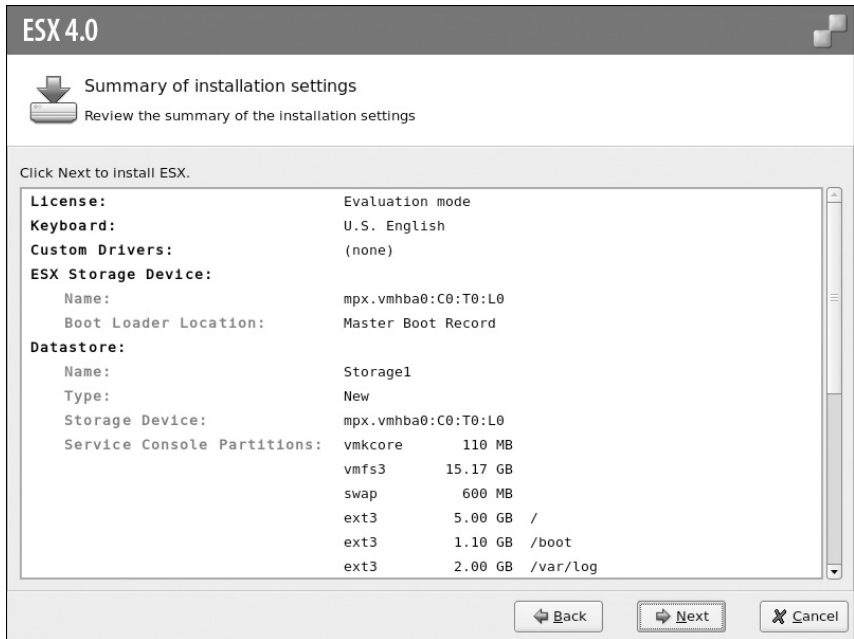 ESX 4.0
Summary of installation settings
Review the summary of the installation settings
Click Next to install ESX.
License: Evaluation mode
Keyboard: U.S. English
Custom Drivers: (none)
ESX Storage Device:
Name: mpx.vmhba0:C0:T0:L0
Boot Loader Location: Master Boot Record
Datastore:
Name: Storage1
Type: New
Storage Device: mpx.vmhba0:C0:T0:L0
Service Console Partitions: vmkcore 110 MB
vmfs3 15.17 GB
swap 600 MB
ext3 5.00 GB /
ext3 1.10 GB /boot
ext3 2.00 GB /var/log
Back Next Cancel